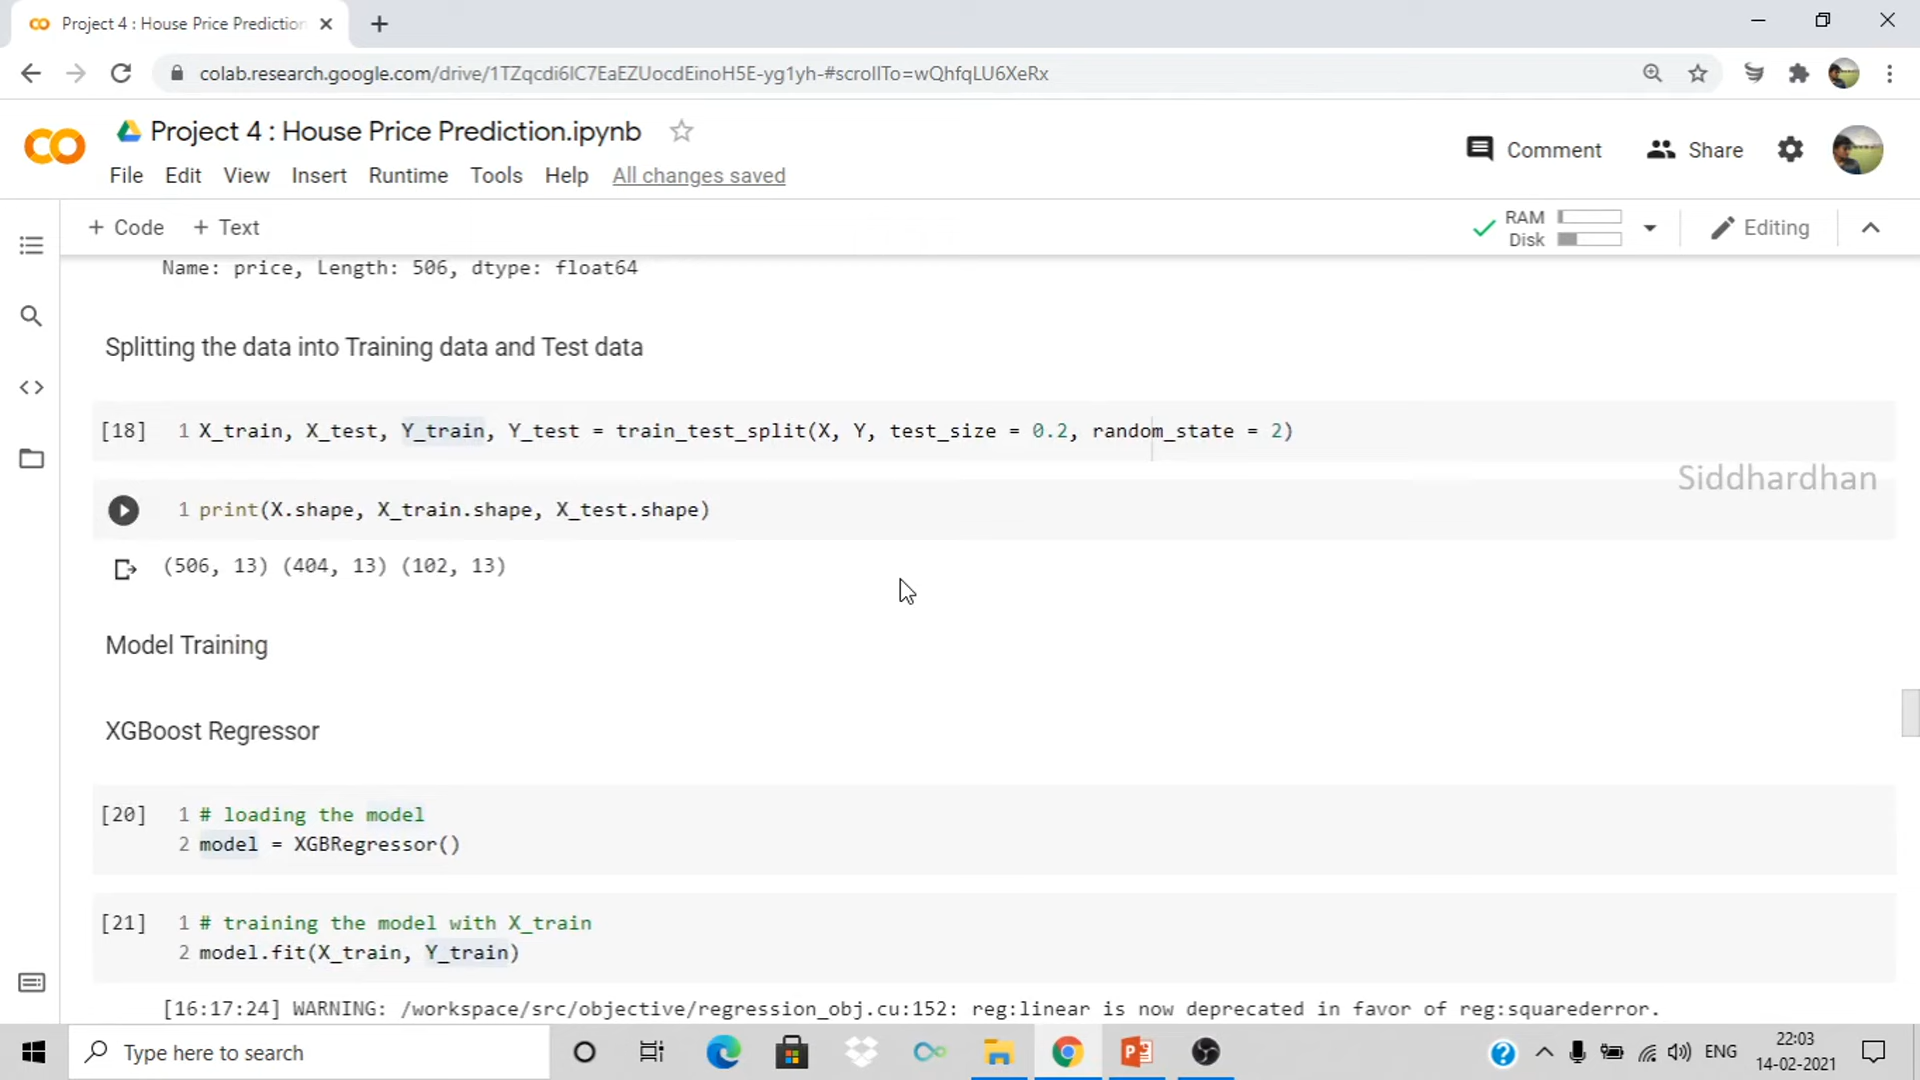 Project 4 : House Price Prediction
colab.research.google.com/drive/1TZqcdi6lC7EaEZUocdEinoH5E-yg1yh-#scrollTo=wQhfqLU6XeRx
CO
Project 4 : House Price Prediction.ipynb
Comment
Share
File Edit View Insert Runtime Tools Help All changes saved
+ Code + Text
RAM
Disk
Editing
Name: price, Length: 506, dtype: float64
Splitting the data into Training data and Test data
[18] 1 X_train, X_test, Y_train, Y_test = train_test_split(X, Y, test_size = 0.2, random_state = 2)
Siddhardhan
1 print(X.shape, X_train.shape, X_test.shape)
(506, 13) (404, 13) (102, 13)
Model Training
XGBoost Regressor
[20] 1 # loading the model
2 model = XGBRegressor()
[21] 1 # training the model with X_train
2 model.fit(X_train, Y_train)
[16:17:24] WARNING: /workspace/src/objective/regression_obj.cu:152: reg:linear is now deprecated in favor of reg:squarederror.
Type here to search
ENG
22:03
14-02-2021